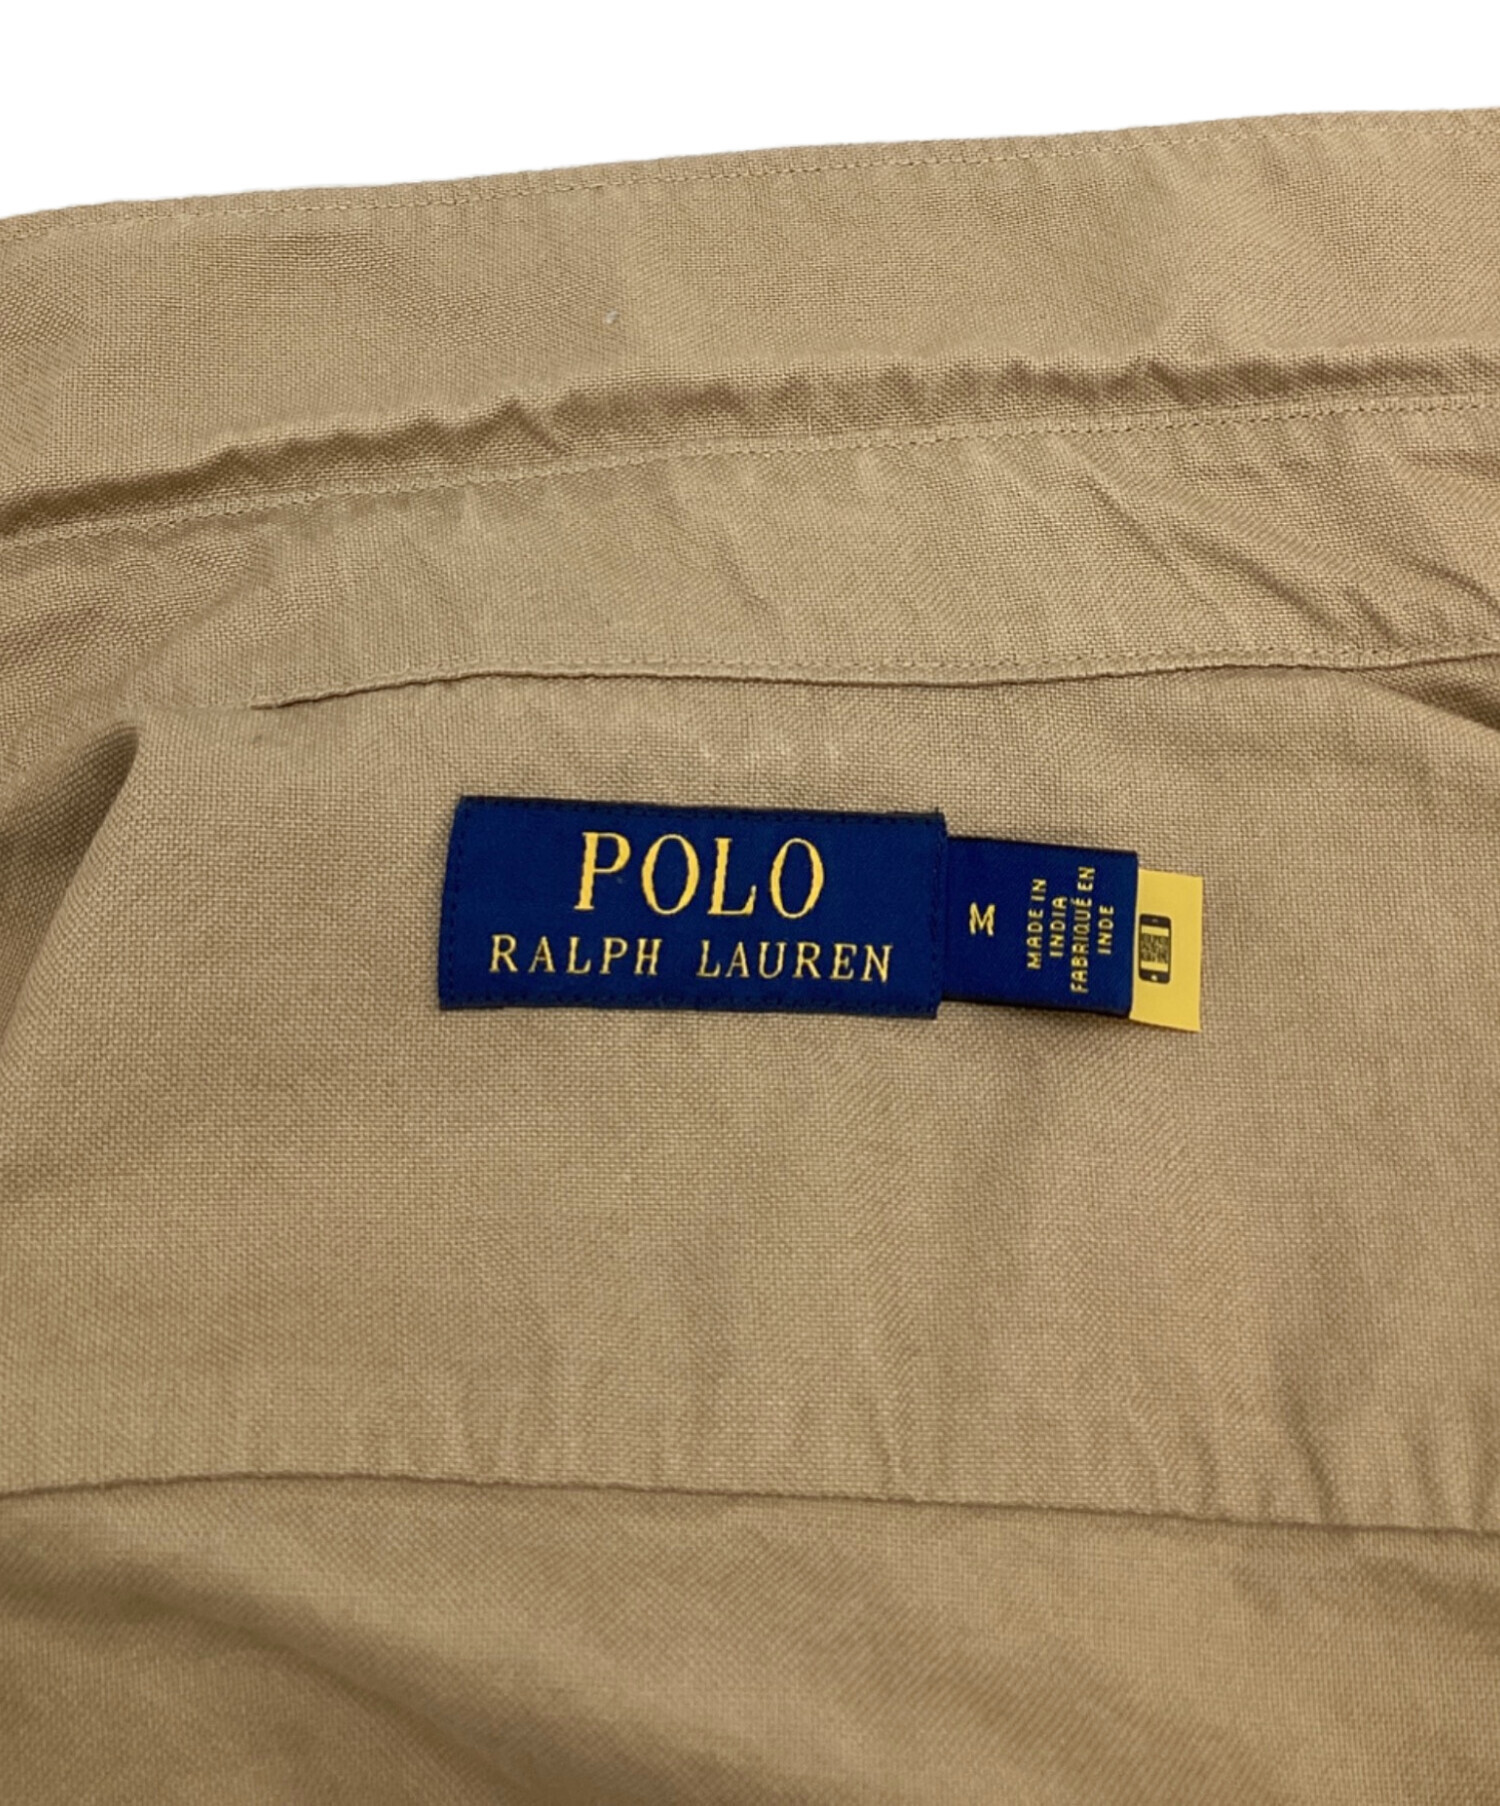 POLO
RALPH LAUREN
M
MADE IN
INDIA
FABRIQUÉ EN
INDE